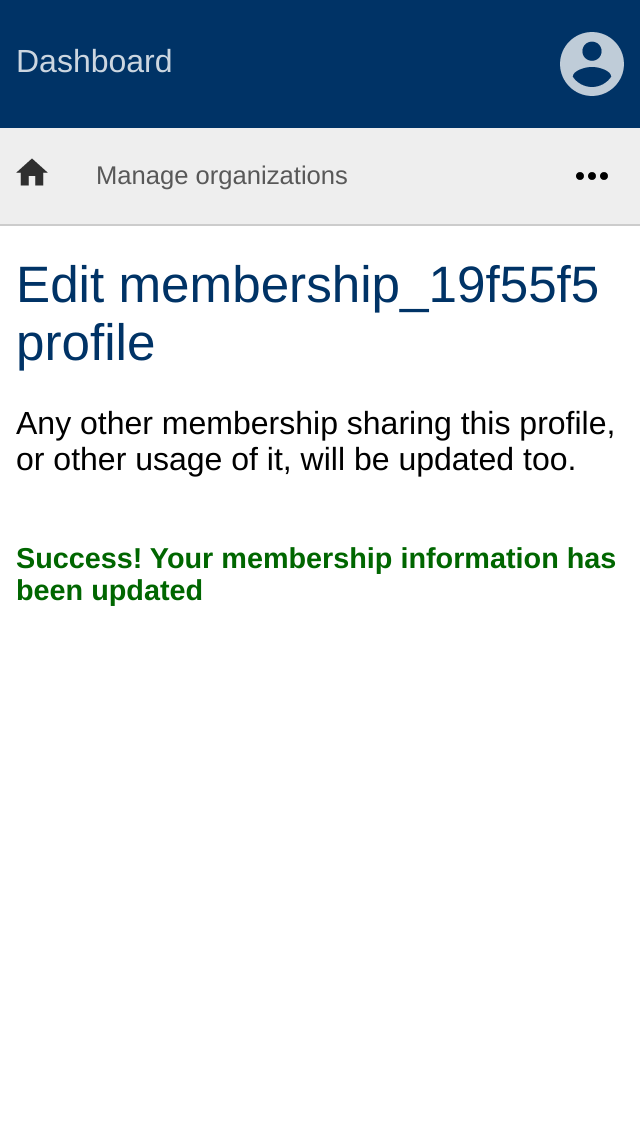 Dashboard
Manage organizations
Edit membership_19f55f5
profile
Any other membership sharing this profile,
or other usage of it, will be updated too.
Success! Your membership information has
been updated